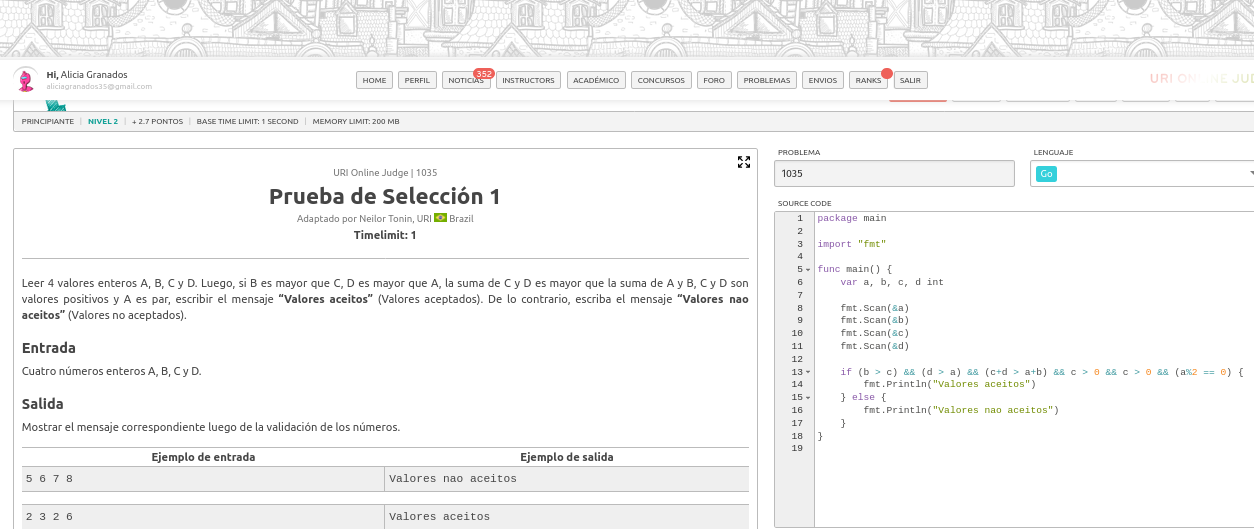 Hi, Alicia Granados
aliciagranados35@gmail.com
HOME
PERFIL
NOTICIAS
352
INSTRUCTORS
ACADÉMICO
CONCURSOS
FORO
PROBLEMAS
ENVIOS
RANKS
SALIR
URI ONLINE JUD
PRINCIPIANTE | NIVEL 2 | + 2.7 PONTOS | BASE TIME LIMIT: 1 SECOND | MEMORY LIMIT: 200 MB
URI Online Judge | 1035
Prueba de Selección 1
Adaptado por Neilor Tonin, URI Brazil
Timelimit: 1
Leer 4 valores enteros A, B, C y D. Luego, si B es mayor que C, D es mayor que A, la suma de C y D es mayor que la suma de A y B, C y D son
valores positivos y A es par, escribir el mensaje “Valores aceitos” (Valores aceptados). De lo contrario, escriba el mensaje “Valores nao
aceitos” (Valores no aceptados).
Entrada
Cuatro números enteros A, B, C y D.
Salida
Mostrar el mensaje correspondiente luego de la validación de los números.
Ejemplo de entrada Ejemplo de salida
5 6 7 8 Valores nao aceitos
2 3 2 6 Valores aceitos
PROBLEMA
1035
LENGUAJE
Go
SOURCE CODE
1 package main
2
3 import "fmt"
4
5 func main() {
6     var a, b, c, d int
7
8     fmt.Scan(&a)
9     fmt.Scan(&b)
10     fmt.Scan(&c)
11     fmt.Scan(&d)
12
13     if (b > c) && (d > a) && (c+d > a+b) && c > 0 && c > 0 && (a%2 == 0) {
14         fmt.Println("Valores aceitos")
15     } else {
16         fmt.Println("Valores nao aceitos")
17     }
18 }
19